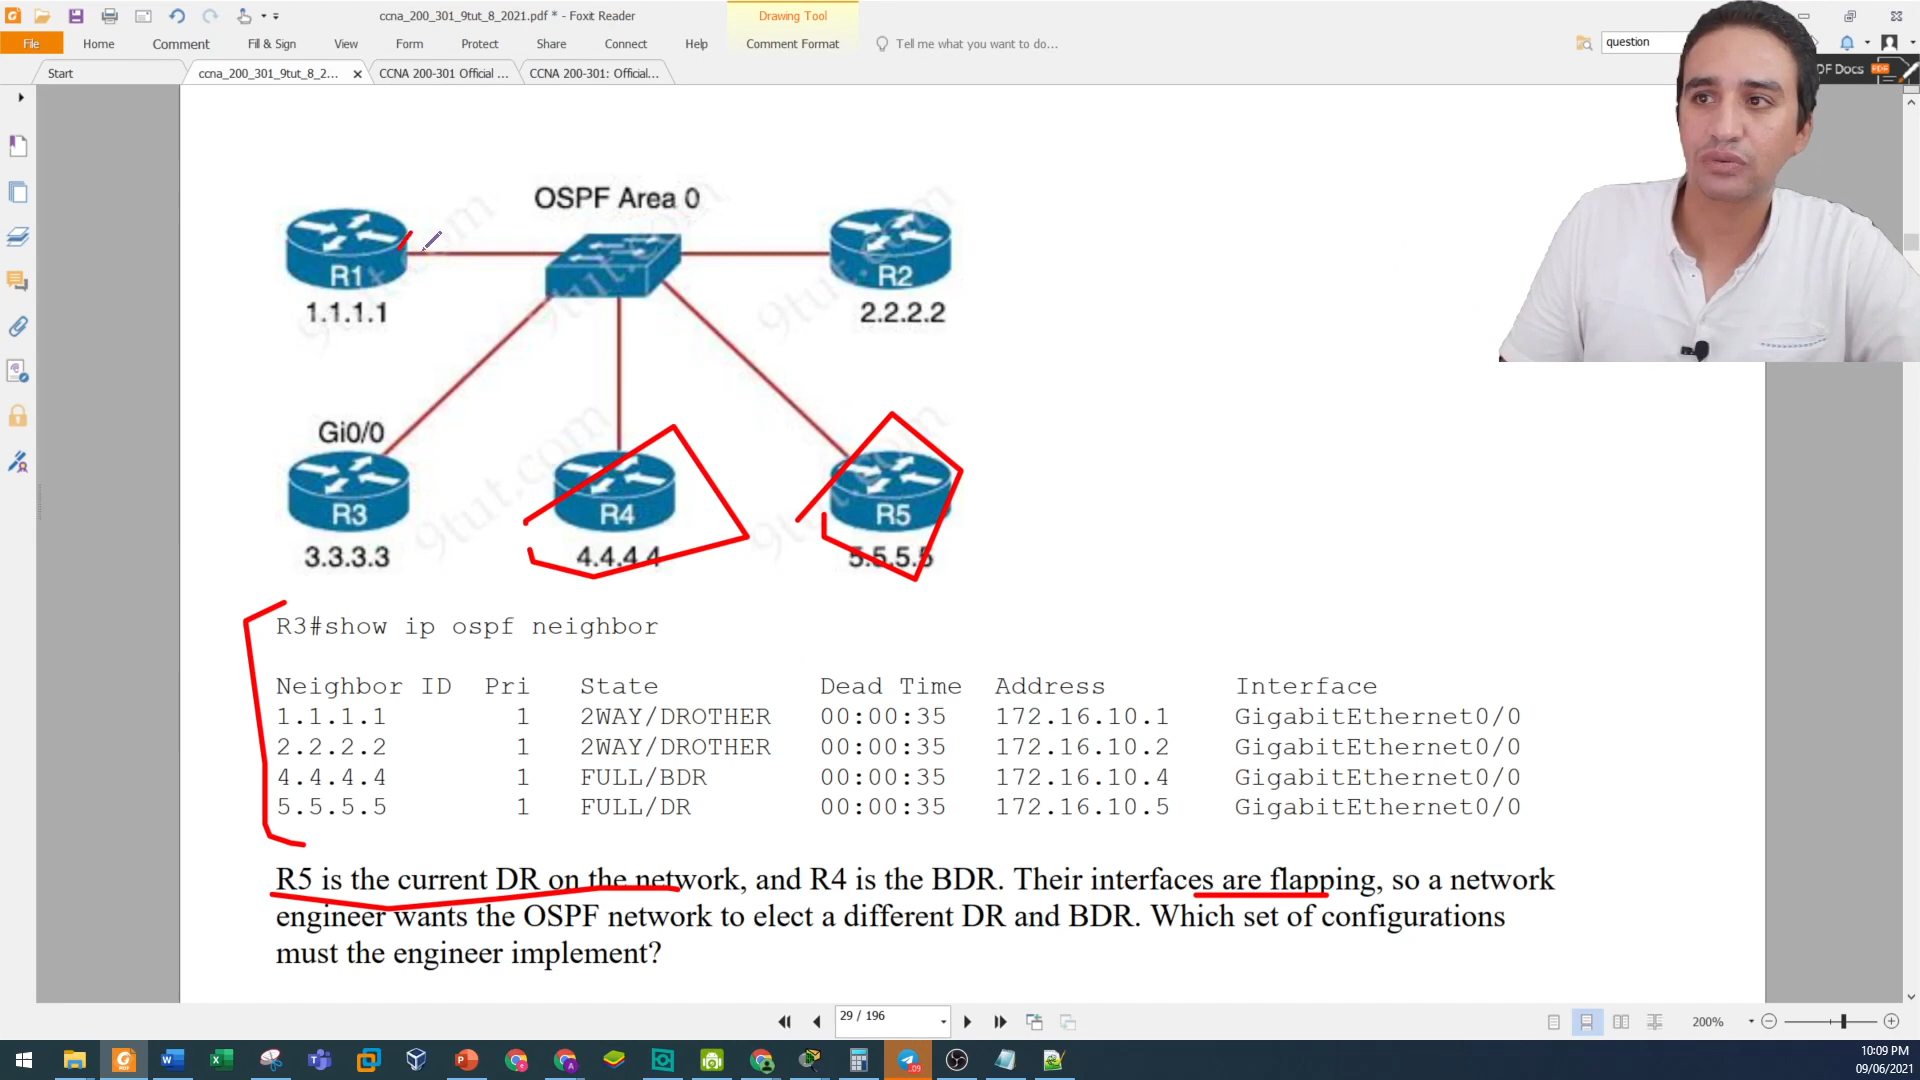 ccna_200_301_9tut_8_2021.pdf * - Foxit Reader
Drawing Tool
File
Home
Comment
Fill & Sign
View
Form
Protect
Share
Connect
Help
Comment Format
Tell me what you want to do...
question
Start
ccna_200_301_9tut_8_2...
CCNA 200-301 Official ...
CCNA 200-301: Official...
DF Docs
OSPF Area 0
R1
R2
1.1.1.1
2.2.2.2
Gi0/0
R3
R4
R5
3.3.3.3
4.4.4.4
5.5.5.5
R3#show ip ospf neighbor
Neighbor ID Pri State Dead Time Address Interface
1.1.1.1 1 2WAY/DROTHER 00:00:35 172.16.10.1 GigabitEthernet0/0
2.2.2.2 1 2WAY/DROTHER 00:00:35 172.16.10.2 GigabitEthernet0/0
4.4.4.4 1 FULL/BDR 00:00:35 172.16.10.4 GigabitEthernet0/0
5.5.5.5 1 FULL/DR 00:00:35 172.16.10.5 GigabitEthernet0/0
R5 is the current DR on the network, and R4 is the BDR. Their interfaces are flapping, so a network
engineer wants the OSPF network to elect a different DR and BDR. Which set of configurations
must the engineer implement?
29 / 196
200%
10:09 PM
09/06/2021